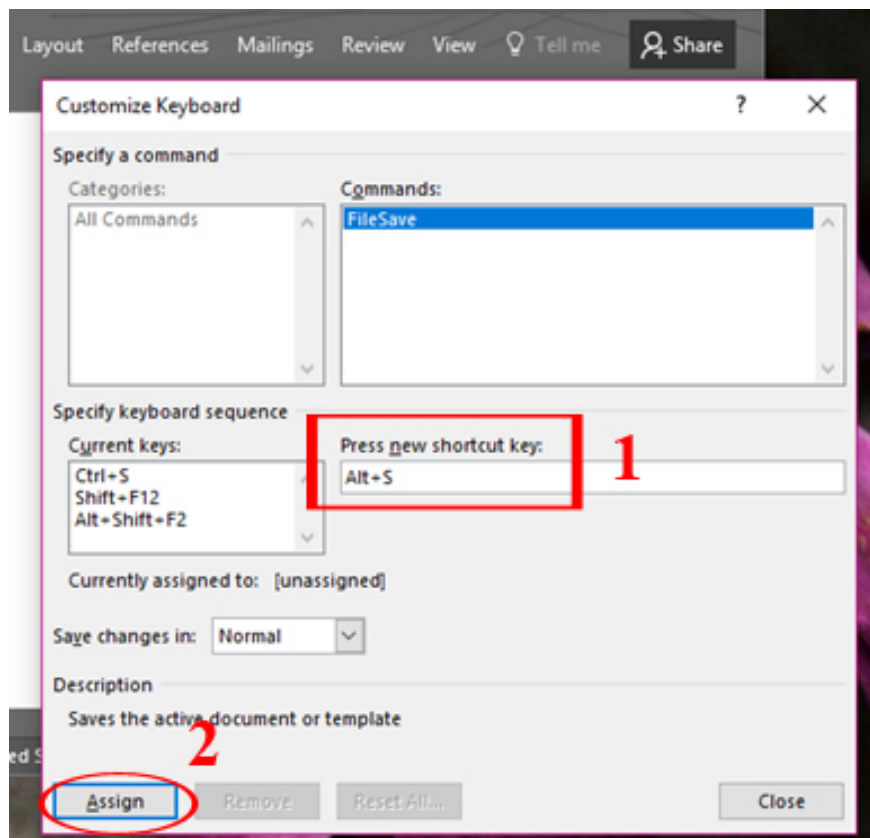 Layout References Mailings Review View Tell me Share
Customize Keyboard ? ×
Specify a command
Categories:
Commands:
All Commands
FileSave
Specify keyboard sequence
Current keys:
Press new shortcut key:
1
Ctrl+S
Shift+F12
Alt+Shift+F2
Alt+S
Currently assigned to: [unassigned]
Save changes in: Normal
Description
Saves the active document or template
2
ed S
Assign Remove Reset All... Close